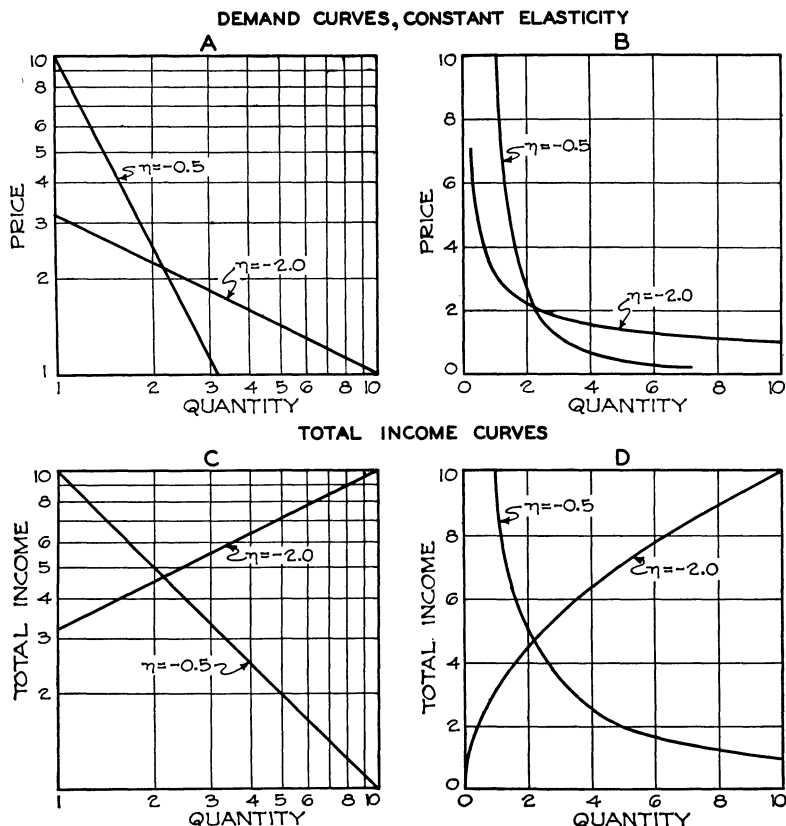 DEMAND CURVES, CONSTANT ELASTICITY
A
10
8
6
5
4
3
2
1
PRICE
η=-0.5
η=-2.0
1 2 3 4 5 6 8 10
QUANTITY
B
10
8
6
4
2
0
PRICE
η=-0.5
η=-2.0
0 2 4 6 8 10
QUANTITY
TOTAL INCOME CURVES
C
10
8
6
5
4
3
2
TOTAL INCOME
η=-2.0
η=-0.5
1 2 3 4 5 6 8 10
QUANTITY
D
10
8
6
4
2
0
TOTAL INCOME
η=-0.5
η=-2.0
0 2 4 6 8 10
QUANTITY